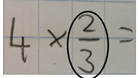 4 × 2/3 =